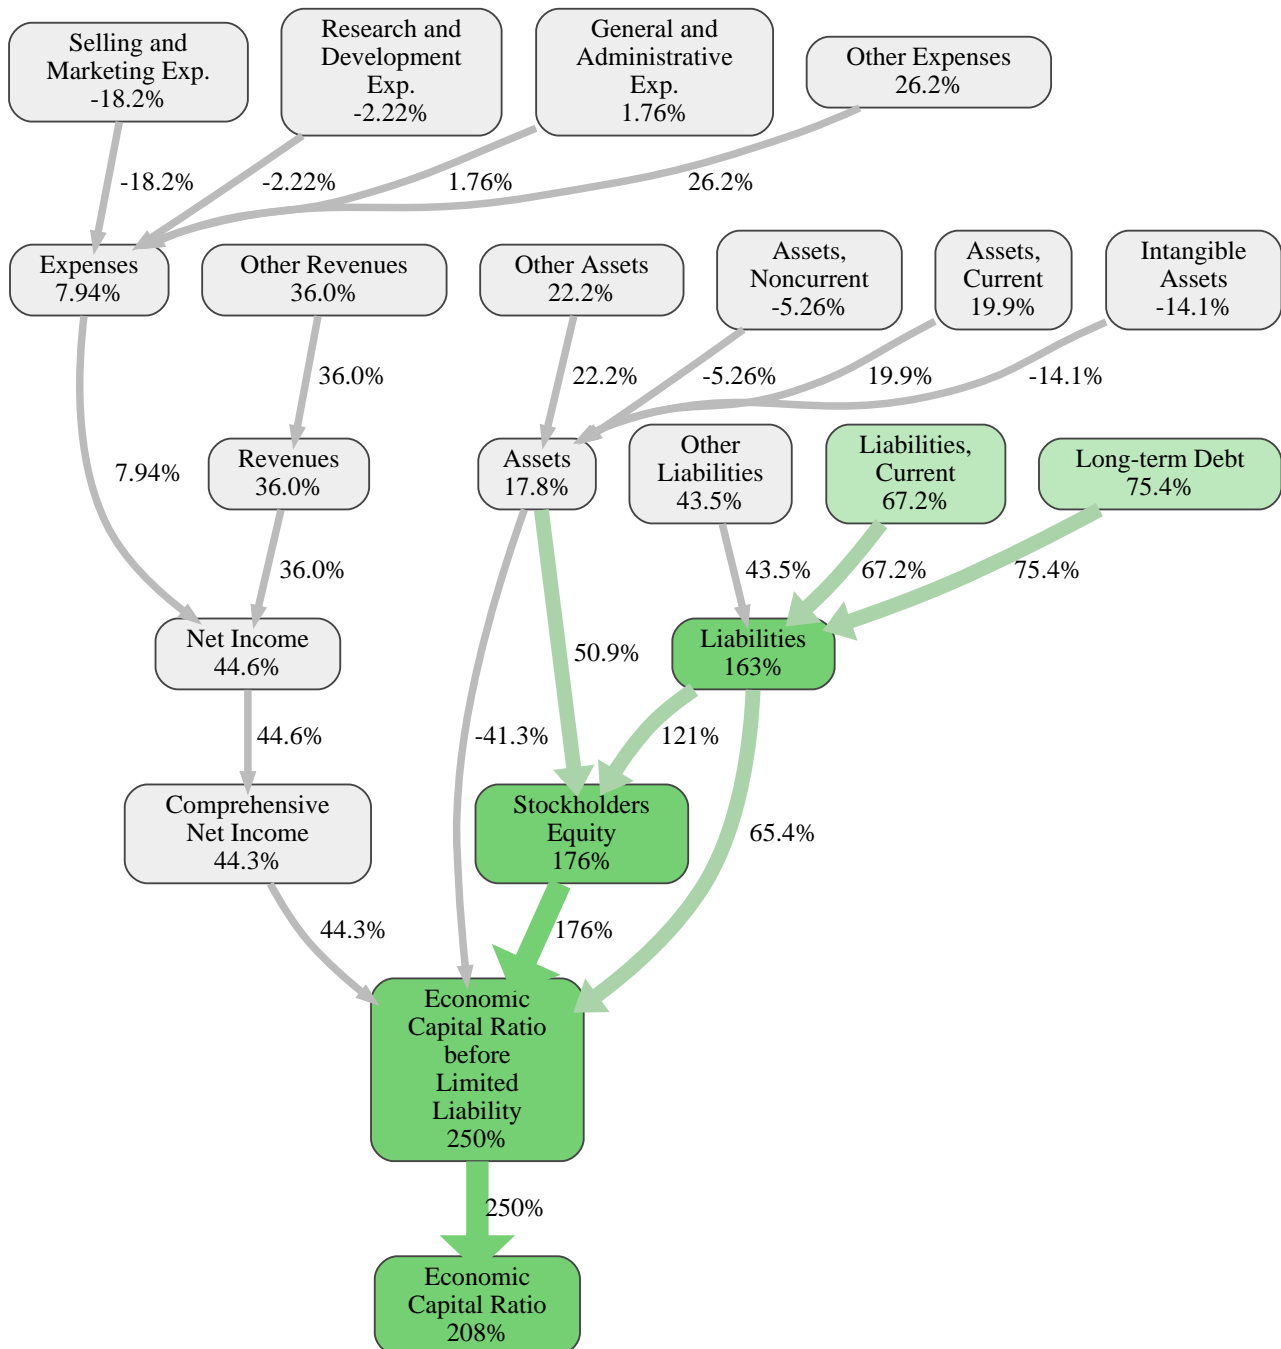 Selling and
Marketing Exp.
-18.2%
Research and
Development
Exp.
-2.22%
General and
Administrative
Exp.
1.76%
Other Expenses
26.2%
-18.2%
-2.22%
1.76%
26.2%
Expenses
7.94%
Other Revenues
36.0%
Other Assets
22.2%
Assets,
Noncurrent
-5.26%
Assets,
Current
19.9%
Intangible
Assets
-14.1%
36.0%
22.2%
-5.26%
19.9%
-14.1%
7.94%
Revenues
36.0%
Assets
17.8%
Other
Liabilities
43.5%
Liabilities,
Current
67.2%
Long-term Debt
75.4%
36.0%
43.5%
67.2%
75.4%
Net Income
44.6%
50.9%
Liabilities
163%
44.6%
-41.3%
121%
Comprehensive
Net Income
44.3%
Stockholders
Equity
176%
65.4%
44.3%
176%
Economic
Capital Ratio
before
Limited
Liability
250%
250%
Economic
Capital Ratio
208%